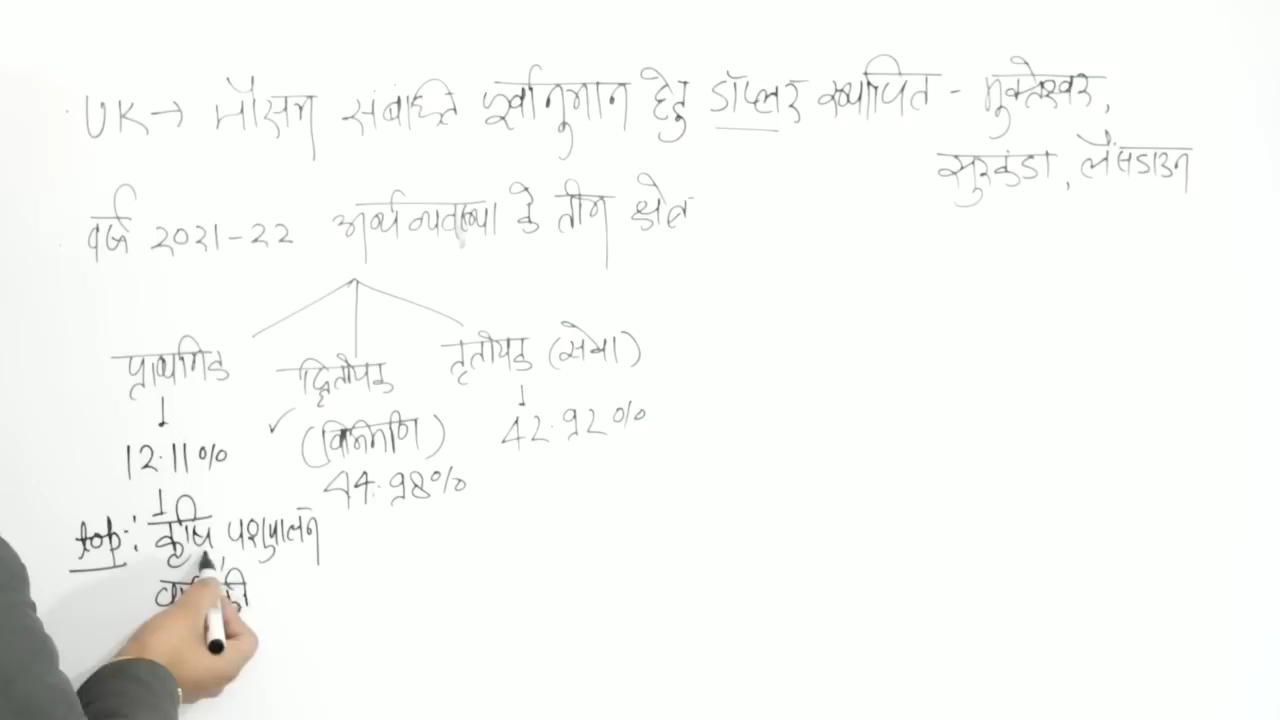 UK→ मौसम संबंधित पूर्वानुमान हेतु डॉप्लर स्थापित - मुक्तेश्वर,
सुरकंडा, लैंसडाउन
वर्ष 2021-22 अर्थव्यवस्था के तीन क्षेत्र
प्राथमिक द्वितीयक तृतीयक (सेवा)
↓ ✓ (विनिर्माण) ↓ 42.92%
12.11% 44.98%
↓
top: कृषि, पशुपालन